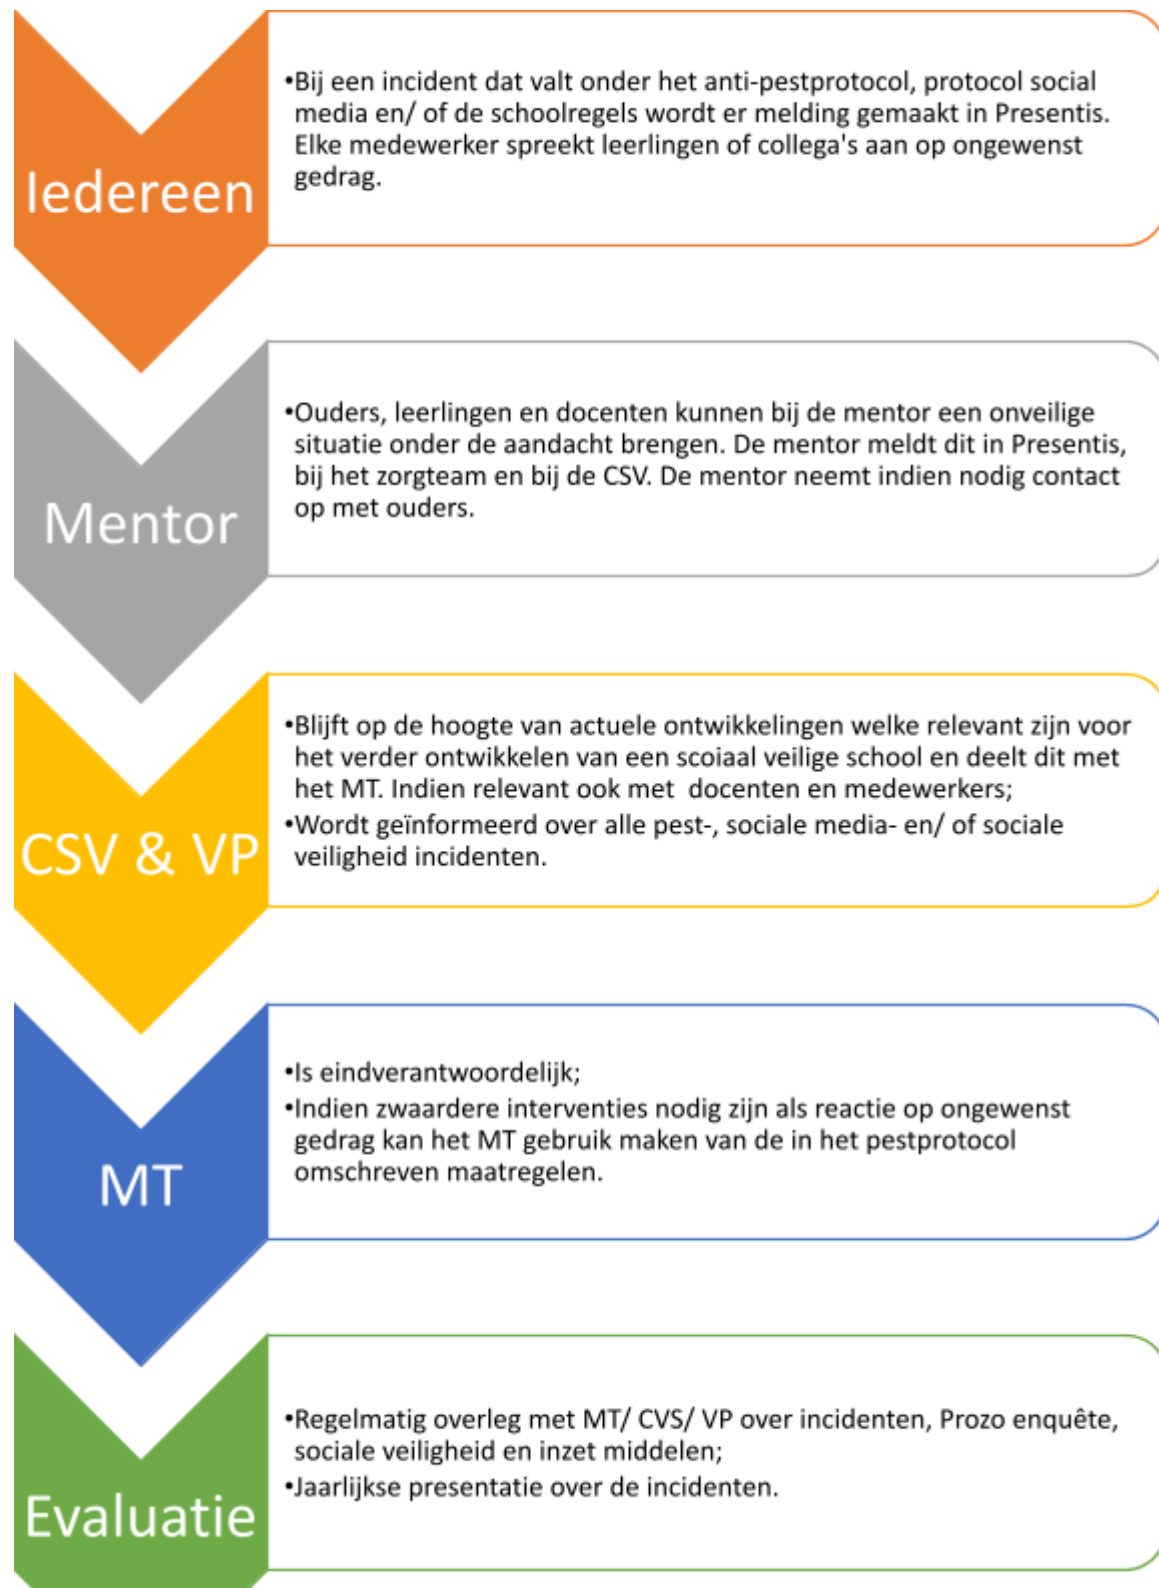 Iedereen
•Bij een incident dat valt onder het anti-pestprotocol, protocol social
media en/ of de schoolregels wordt er melding gemaakt in Presentis.
Elke medewerker spreekt leerlingen of collega's aan op ongewenst
gedrag.
Mentor
•Ouders, leerlingen en docenten kunnen bij de mentor een onveilige
situatie onder de aandacht brengen. De mentor meldt dit in Presentis,
bij het zorgteam en bij de CSV. De mentor neemt indien nodig contact
op met ouders.
CSV & VP
•Blijft op de hoogte van actuele ontwikkelingen welke relevant zijn voor
het verder ontwikkelen van een scoiaal veilige school en deelt dit met
het MT. Indien relevant ook met  docenten en medewerkers;
•Wordt geïnformeerd over alle pest-, sociale media- en/ of sociale
veiligheid incidenten.
MT
•Is eindverantwoordelijk;
•Indien zwaardere interventies nodig zijn als reactie op ongewenst
gedrag kan het MT gebruik maken van de in het pestprotocol
omschreven maatregelen.
Evaluatie
•Regelmatig overleg met MT/ CVS/ VP over incidenten, Prozo enquête,
sociale veiligheid en inzet middelen;
•Jaarlijkse presentatie over de incidenten.